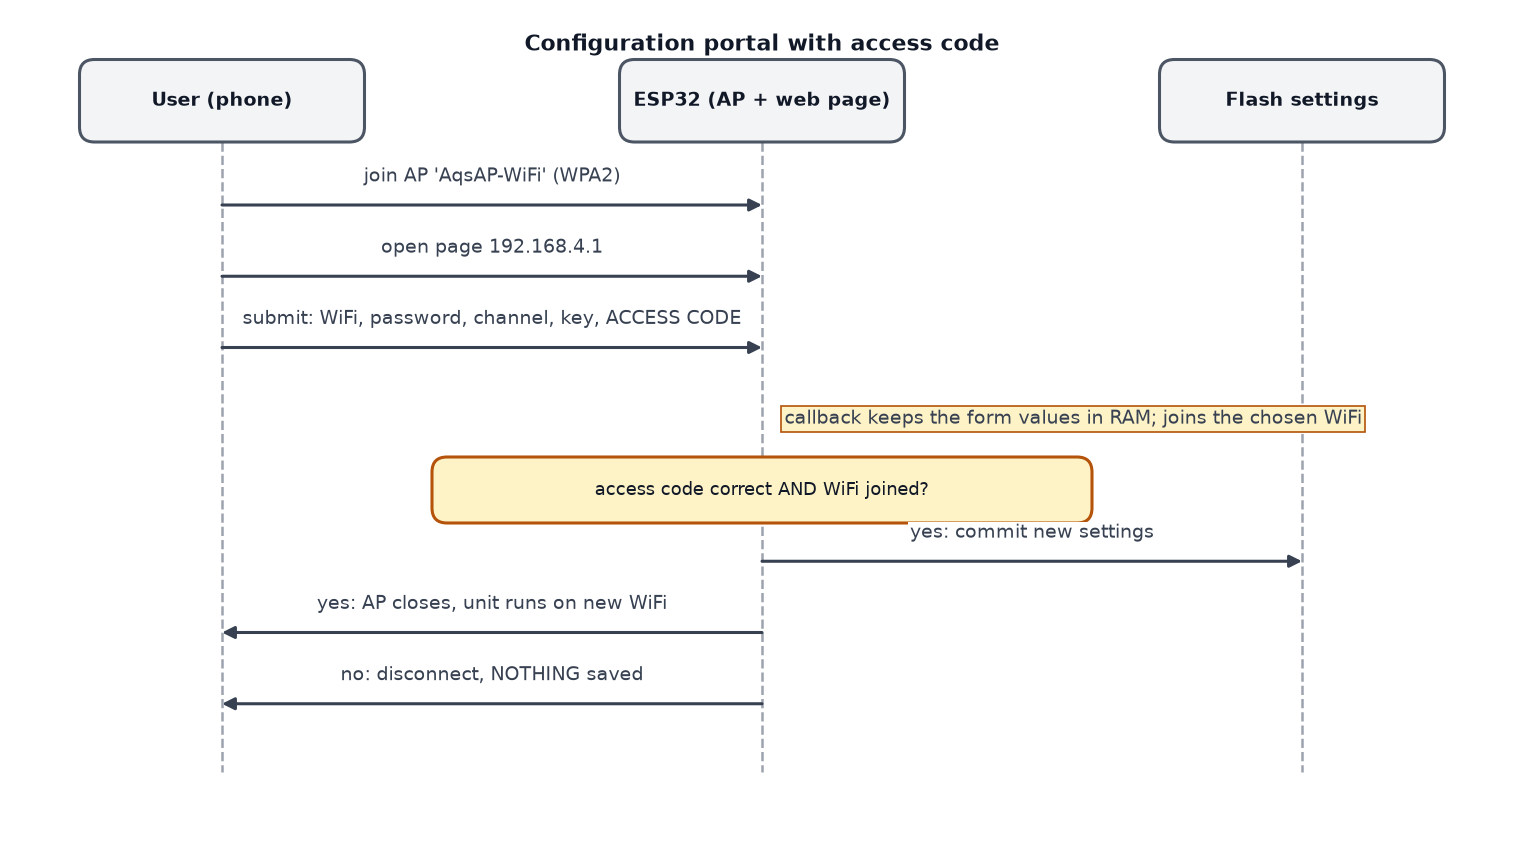 Configuration portal with access code
User (phone)
ESP32 (AP + web page)
Flash settings
join AP 'AqsAP-WiFi' (WPA2)
open page 192.168.4.1
submit: WiFi, password, channel, key, ACCESS CODE
callback keeps the form values in RAM; joins the chosen WiFi
access code correct AND WiFi joined?
yes: commit new settings
yes: AP closes, unit runs on new WiFi
no: disconnect, NOTHING saved